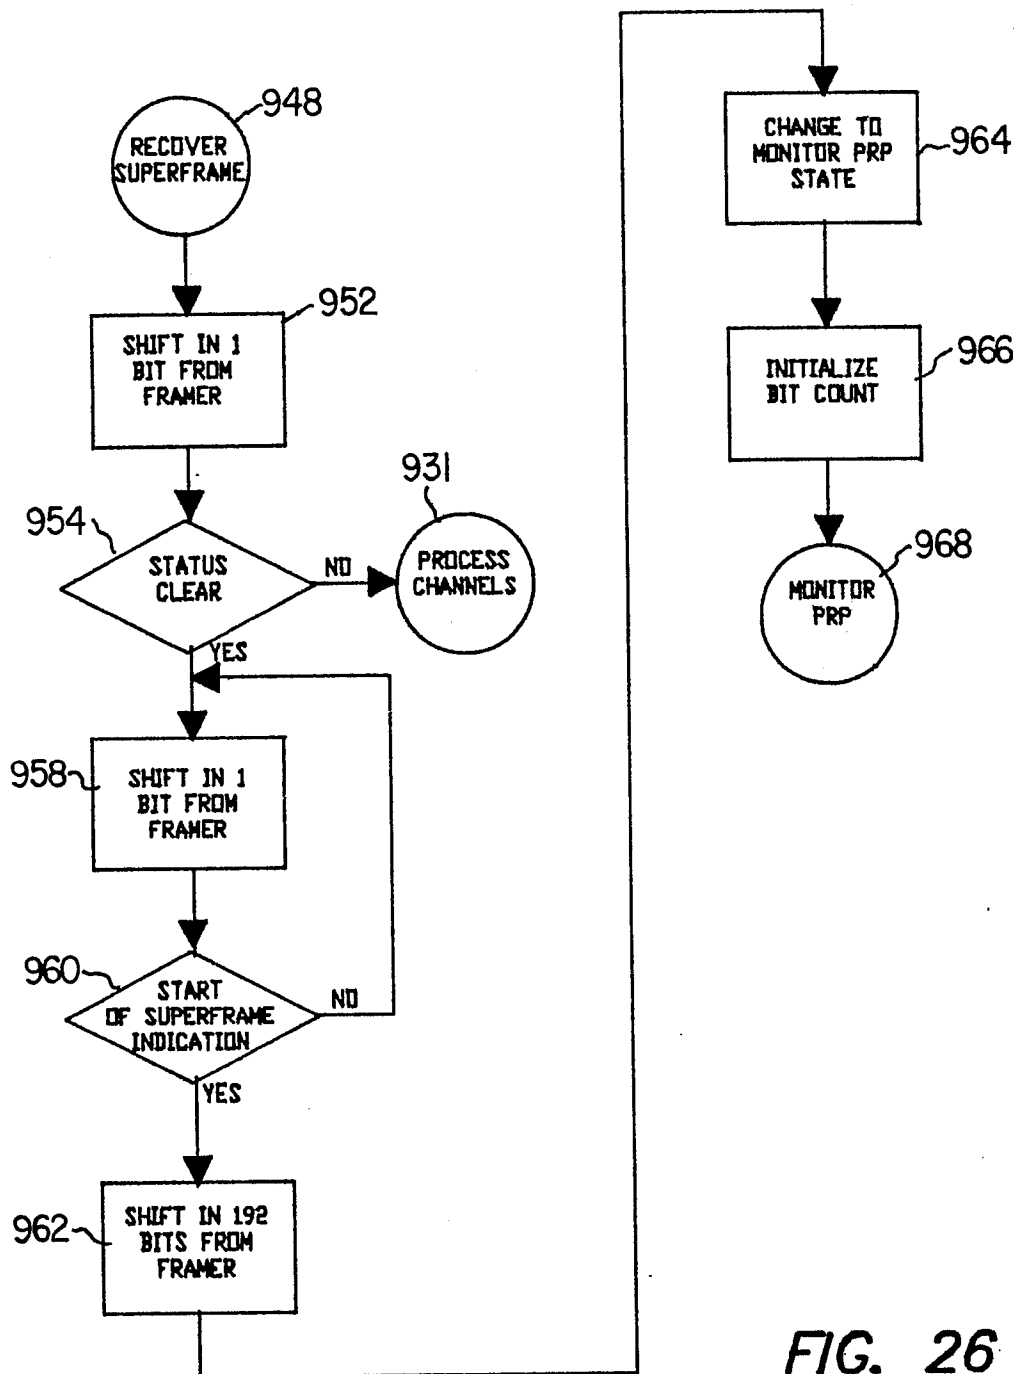 948
RECOVER
SUPERFRAME
952
SHIFT IN 1
BIT FROM
FRAMER
954
STATUS
CLEAR
NO
931
PROCESS
CHANNELS
YES
958
SHIFT IN 1
BIT FROM
FRAMER
960
START
OF SUPERFRAME
INDICATION
NO
YES
962
SHIFT IN 192
BITS FROM
FRAMER
CHANGE TO
MONITOR PRP
STATE
964
INITIALIZE
BIT COUNT
966
968
MONITOR
PRP
FIG. 26